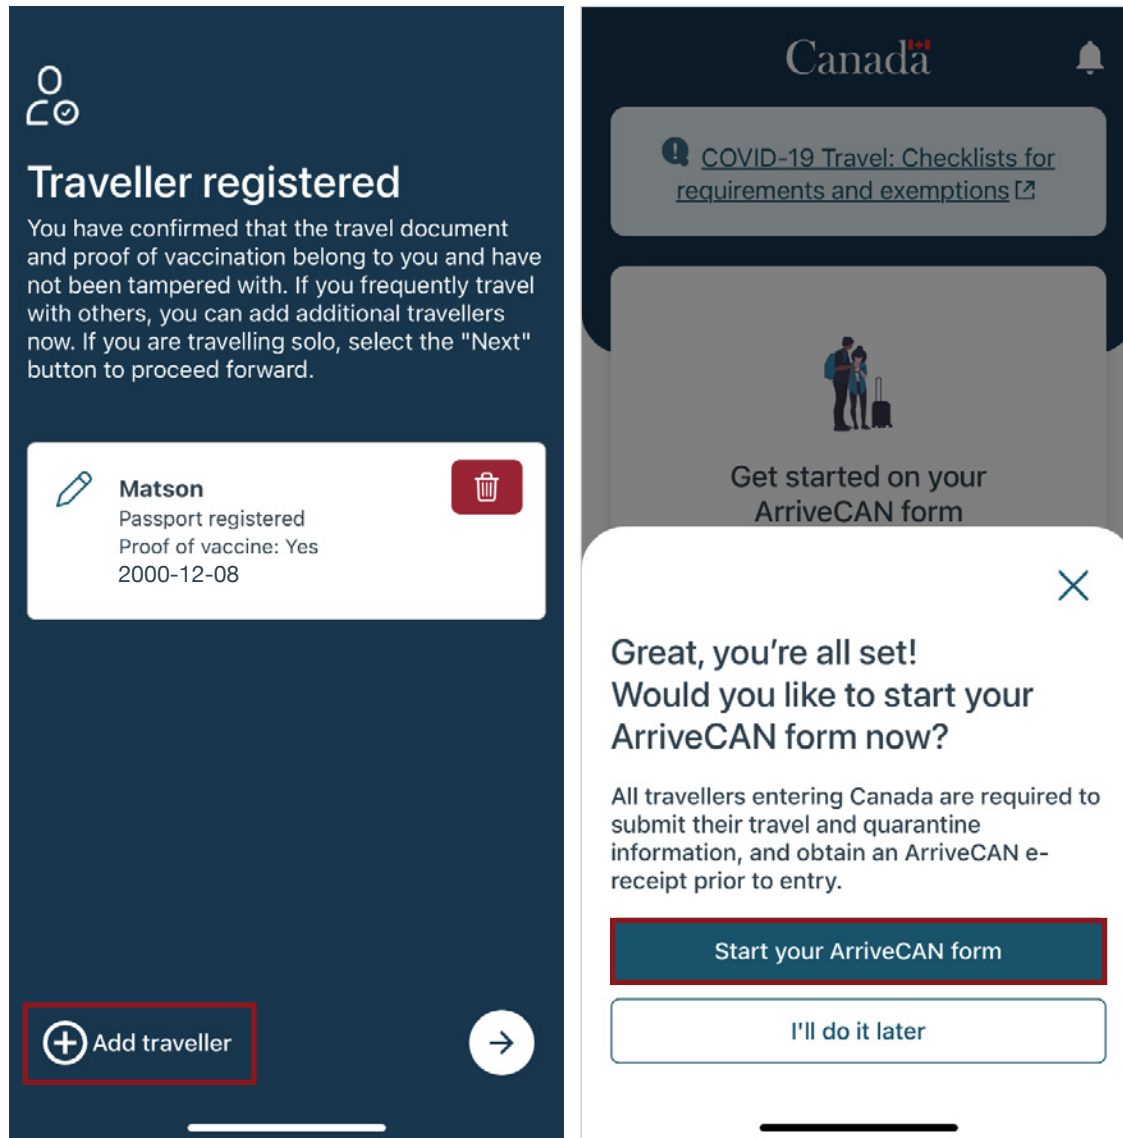 Traveller registered
You have confirmed that the travel document
and proof of vaccination belong to you and have
not been tampered with. If you frequently travel
with others, you can add additional travellers
now. If you are travelling solo, select the "Next"
button to proceed forward.
Matson
Passport registered
Proof of vaccine: Yes
2000-12-08
Add traveller
Canada
COVID-19 Travel: Checklists for
requirements and exemptions
Get started on your
ArriveCAN form
Great, you're all set!
Would you like to start your
ArriveCAN form now?
All travellers entering Canada are required to
submit their travel and quarantine
information, and obtain an ArriveCAN e-
receipt prior to entry.
Start your ArriveCAN form
I'll do it later